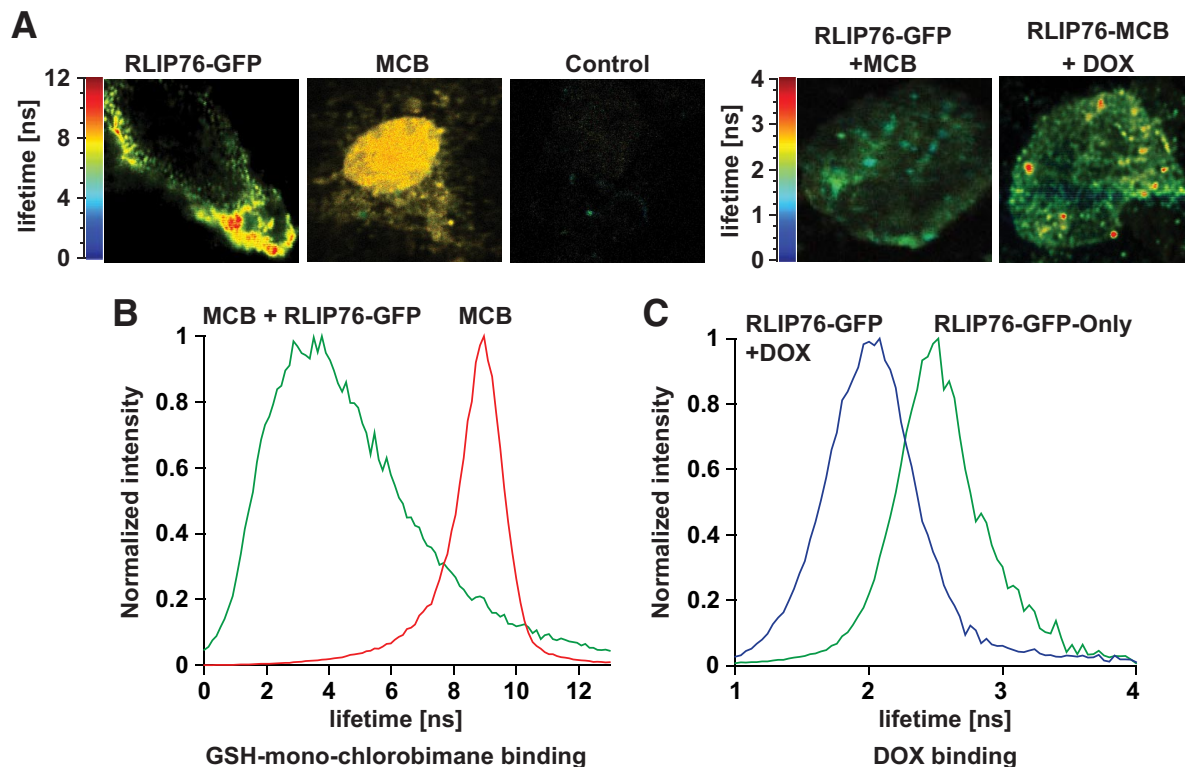 A
RLIP76-GFP
MCB
Control
RLIP76-GFP
+MCB
RLIP76-MCB
+ DOX
lifetime [ns]
12
8
4
0
lifetime [ns]
4
3
2
1
0
B
MCB + RLIP76-GFP
MCB
Normalized intensity
1
0.8
0.6
0.4
0.2
0
0 2 4 6 8 10 12
lifetime [ns]
GSH-mono-chlorobimane binding
C
RLIP76-GFP
+DOX
RLIP76-GFP-Only
Normalized intensity
1
0.8
0.6
0.4
0.2
0
1 2 3 4
lifetime [ns]
DOX binding